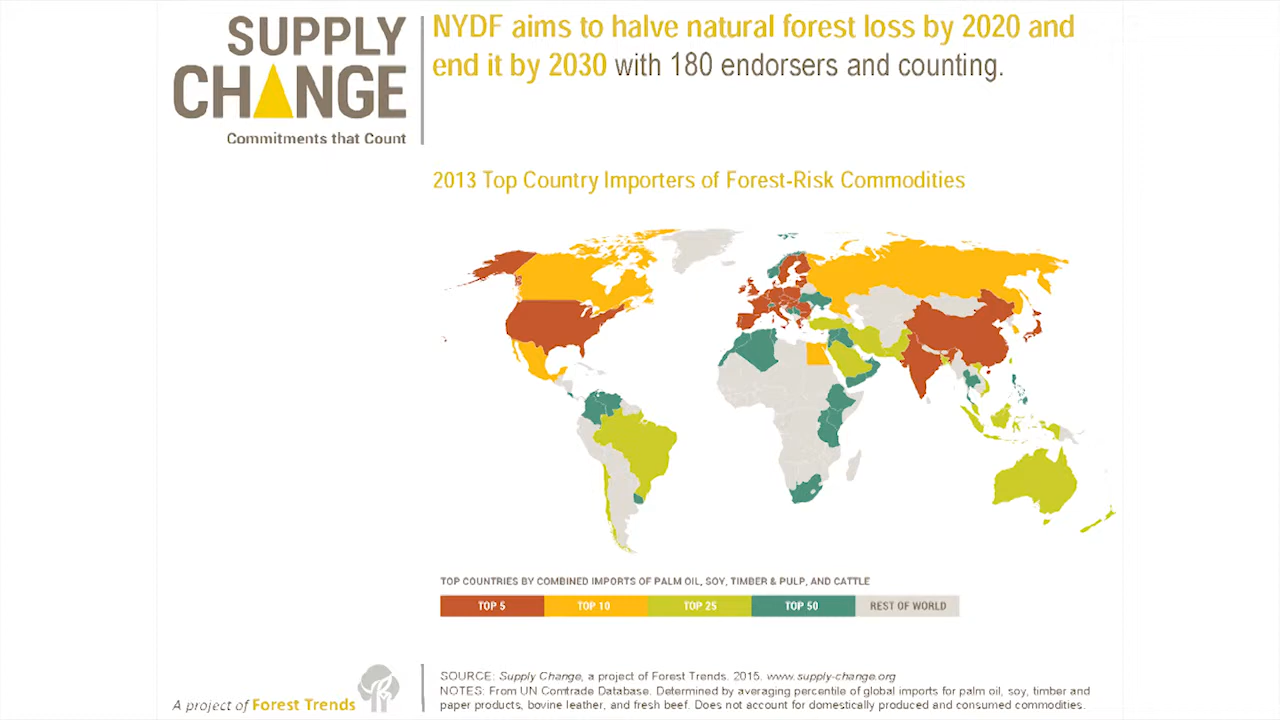 SUPPLY
CHANGE
Commitments that Count
NYDF aims to halve natural forest loss by 2020 and
end it by 2030 with 180 endorsers and counting.
2013 Top Country Importers of Forest-Risk Commodities
TOP COUNTRIES BY COMBINED IMPORTS OF PALM OIL, SOY, TIMBER & PULP, AND CATTLE
TOP 5 TOP 10 TOP 25 TOP 50 REST OF WORLD
A project of Forest Trends
SOURCE: Supply Change, a project of Forest Trends. 2015. www.supply-change.org
NOTES: From UN Comtrade Database. Determined by averaging percentile of global imports for palm oil, soy, timber and
paper products, bovine leather, and fresh beef. Does not account for domestically produced and consumed commodities.